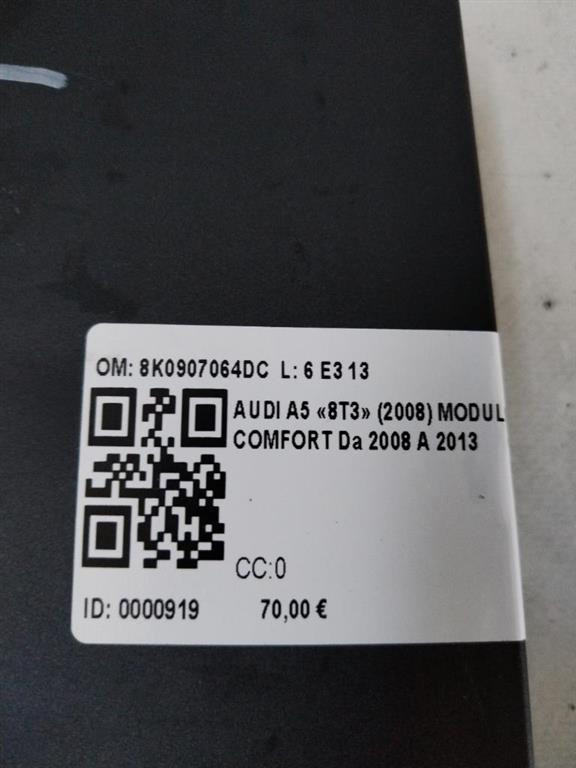 OM: 8K0907064DC L: 6 E3 13
AUDI A5 «8T3» (2008) MODUL
COMFORT Da 2008 A 2013
CC:0
ID: 0000919 70,00 €